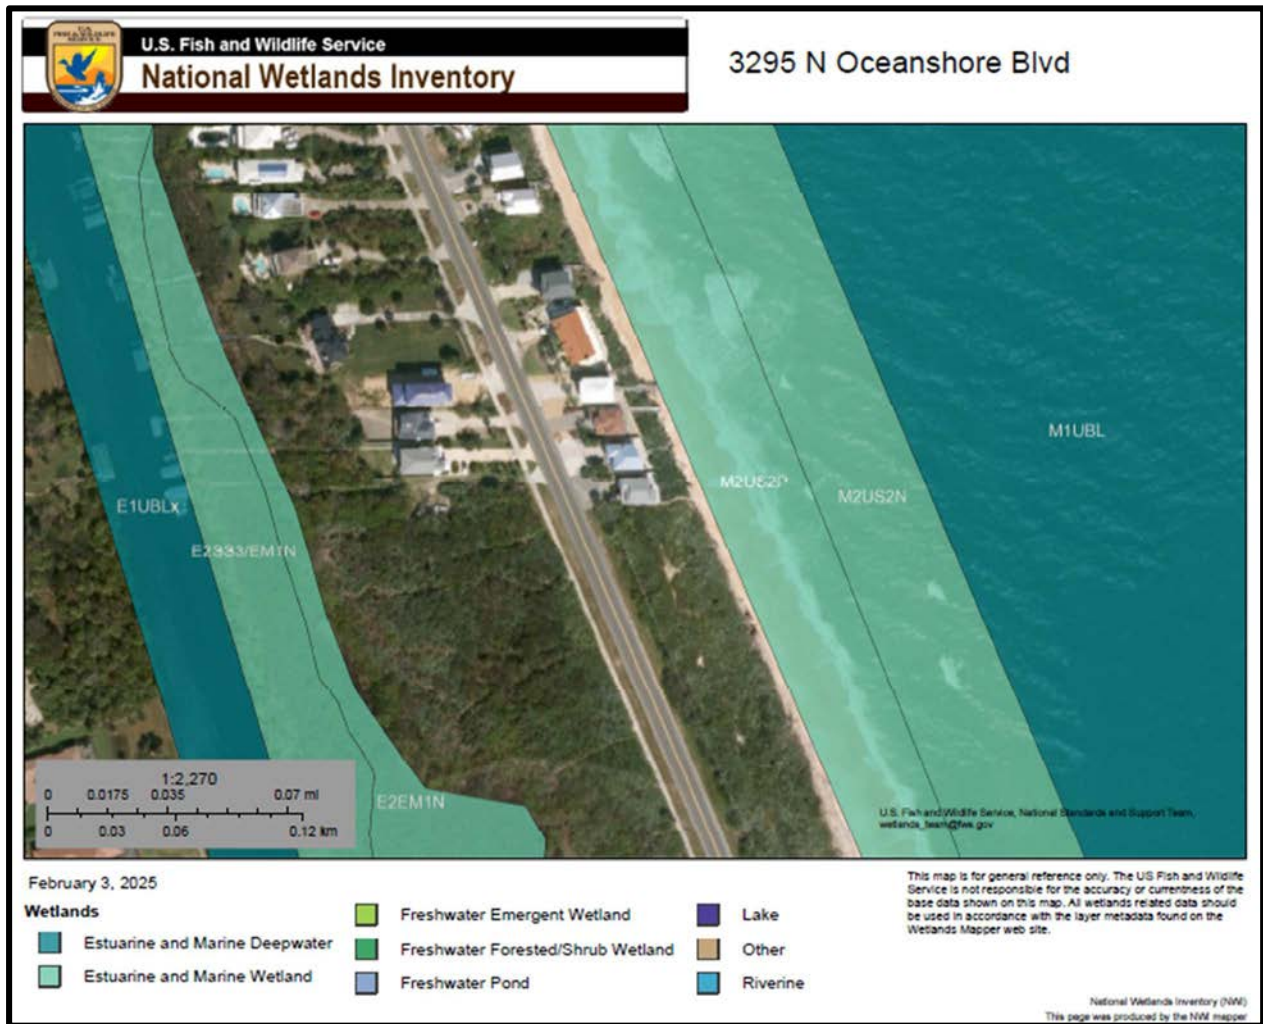 U.S.
FISH & WILDLIFE
SERVICE
U.S. Fish and Wildlife Service
National Wetlands Inventory
3295 N Oceanshore Blvd
M1UBL
M2US2P
M2US2N
E1UBLx
E2SS3/EM1N
E2EM1N
1:2,270
0 0.0175 0.035 0.07 mi
0 0.03 0.06 0.12 km
U.S. Fish and Wildlife Service, National Standards and Support Team,
wetlands_team@fws.gov
February 3, 2025
Wetlands
Estuarine and Marine Deepwater
Estuarine and Marine Wetland
Freshwater Emergent Wetland
Freshwater Forested/Shrub Wetland
Freshwater Pond
Lake
Other
Riverine
This map is for general reference only. The US Fish and Wildlife
Service is not responsible for the accuracy or currentness of the
base data shown on this map. All wetlands related data should
be used in accordance with the layer metadata found on the
Wetlands Mapper web site.
National Wetlands Inventory (NWI)
This page was produced by the NWI mapper